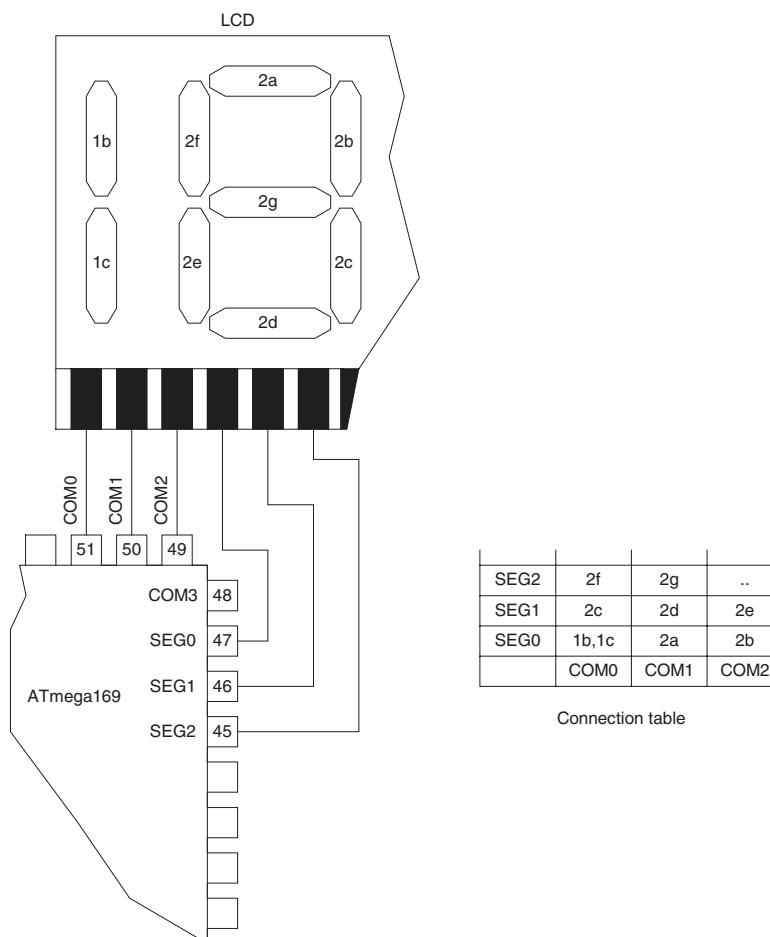 LCD
2a
1b 2f 2b
2g
1c 2e 2c
2d
COM0 COM1 COM2
51 50 49
COM3 48
SEG0 47
SEG1 46
ATmega169
SEG2 45
SEG2 2f 2g ..
SEG1 2c 2d 2e
SEG0 1b,1c 2a 2b
COM0 COM1 COM2
Connection table